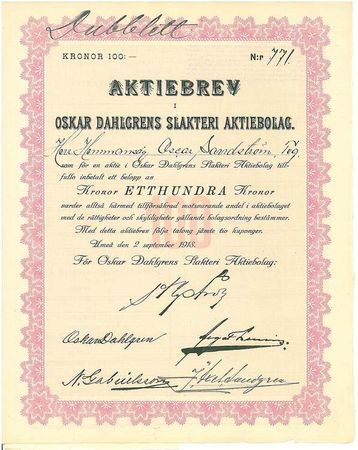 Dubblett
KRONOR 100:— N:r 771
AKTIEBREV
I
OSKAR DAHLGRENS SLAKTERI AKTIEBOLAG.
Herr Oscar Sandström,
som för en aktie i Oskar Dahlgrens Slakteri Aktiebolag till-
fullo inbetalt ett belopp av
Kronor ETTHUNDRA Kronor
varder alltså härmed tillförsäkrad motsvarande andel i aktiebolaget
med de rättigheter och skyldigheter gällande bolagsordning bestämmer.
Med detta aktiebrev följa talong jämte tio kuponger.
Umeå den 2 september 1918.
För Oskar Dahlgrens Slakteri Aktiebolag:
Oskar Dahlgren
N. Gabrielsson